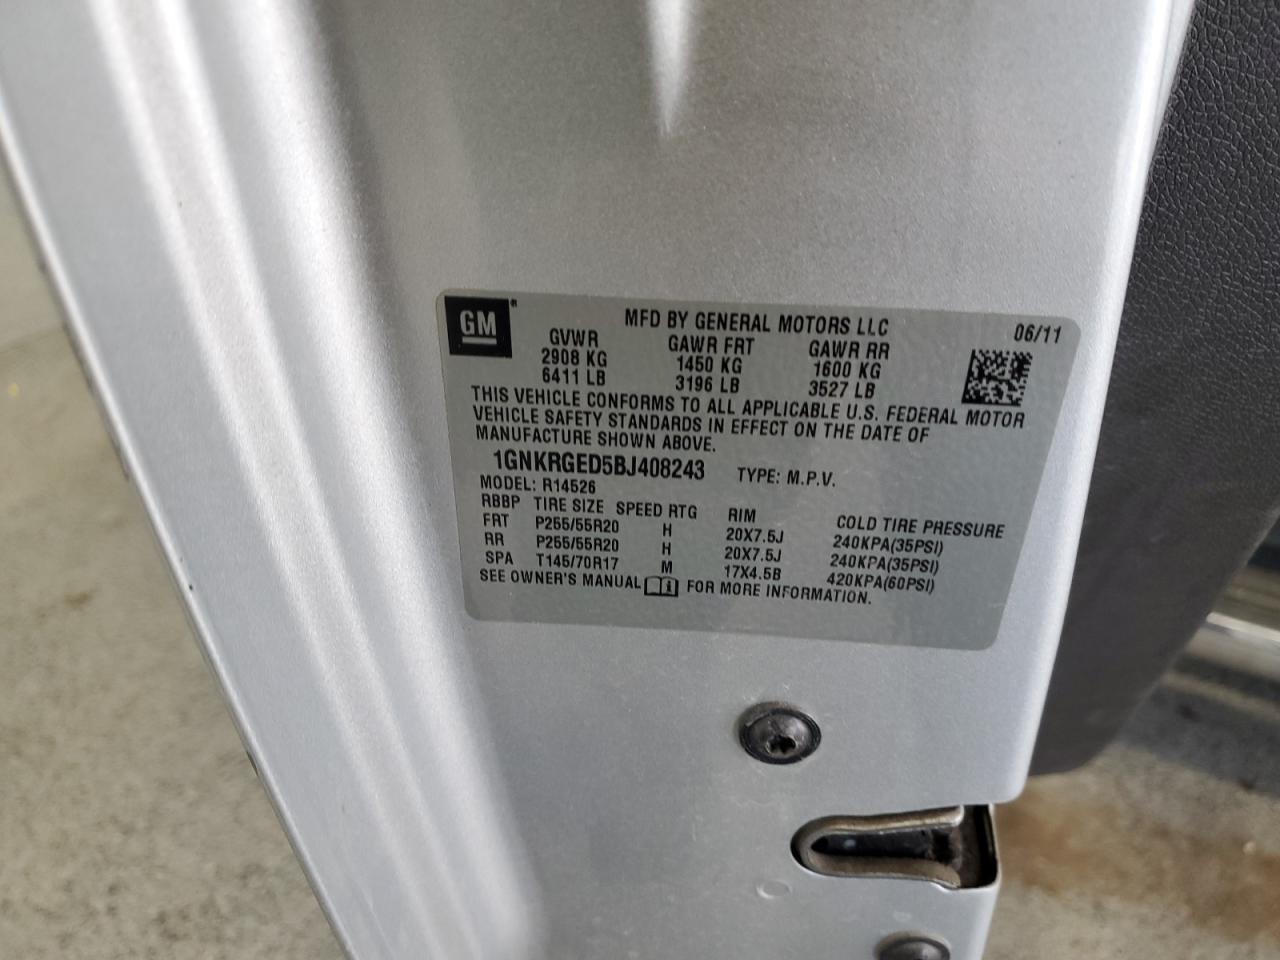 GM®
MFD BY GENERAL MOTORS LLC
06/11
GVWR GAWR FRT GAWR RR
2908 KG 1450 KG 1600 KG
6411 LB 3196 LB 3527 LB
THIS VEHICLE CONFORMS TO ALL APPLICABLE U.S. FEDERAL MOTOR
VEHICLE SAFETY STANDARDS IN EFFECT ON THE DATE OF
MANUFACTURE SHOWN ABOVE.
1GNKRGED5BJ408243 TYPE: M.P.V.
MODEL: R14526
RBBP TIRE SIZE SPEED RTG RIM COLD TIRE PRESSURE
FRT P255/55R20 H 20X7.5J 240KPA(35PSI)
RR P255/55R20 H 20X7.5J 240KPA(35PSI)
SPA T145/70R17 M 17X4.5B 420KPA(60PSI)
SEE OWNER'S MANUAL FOR MORE INFORMATION.